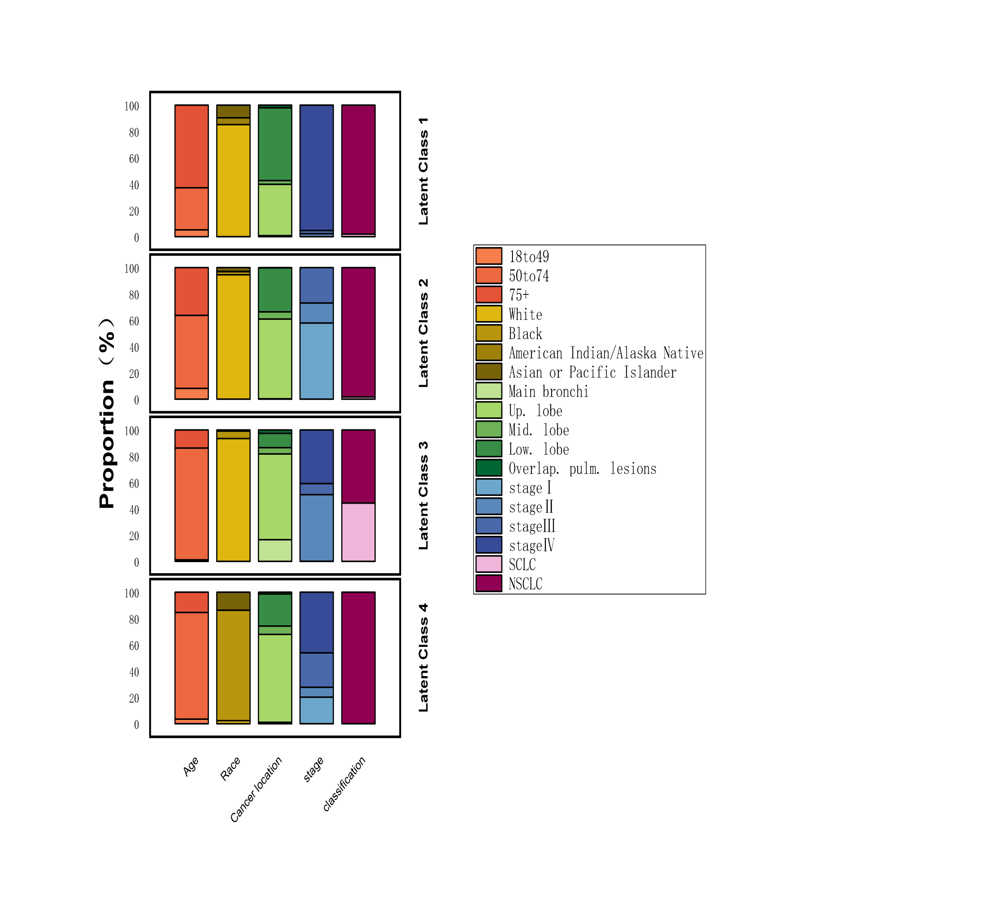 Proportion（%）
100
80
60
40
20
0
Latent Class 1
100
80
60
40
20
0
Latent Class 2
100
80
60
40
20
0
Latent Class 3
100
80
60
40
20
0
Latent Class 4
Age
Race
Cancer location
stage
classification
18to49
50to74
75+
White
Black
American Indian/Alaska Native
Asian or Pacific Islander
Main bronchi
Up. lobe
Mid. lobe
Low. lobe
Overlap. pulm. lesions
stageⅠ
stageⅡ
stageⅢ
stageⅣ
SCLC
NSCLC